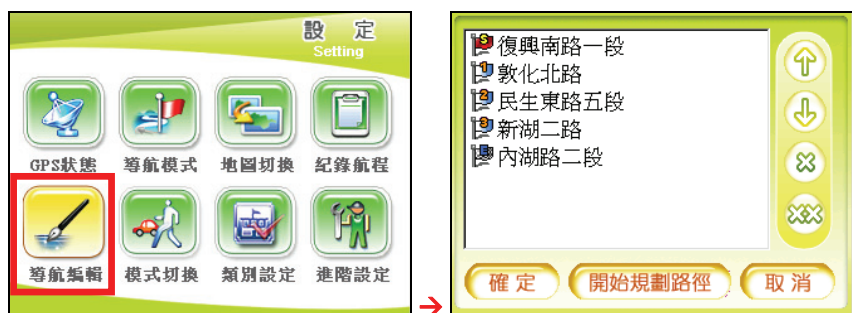 設 定
Setting
GPS狀態 導航模式 地圖切換 紀錄航程
導航編輯 模式切換 類別設定 進階設定
復興南路一段
敦化北路
民生東路五段
新湖二路
內湖路二段
確定 開始規劃路徑 取消